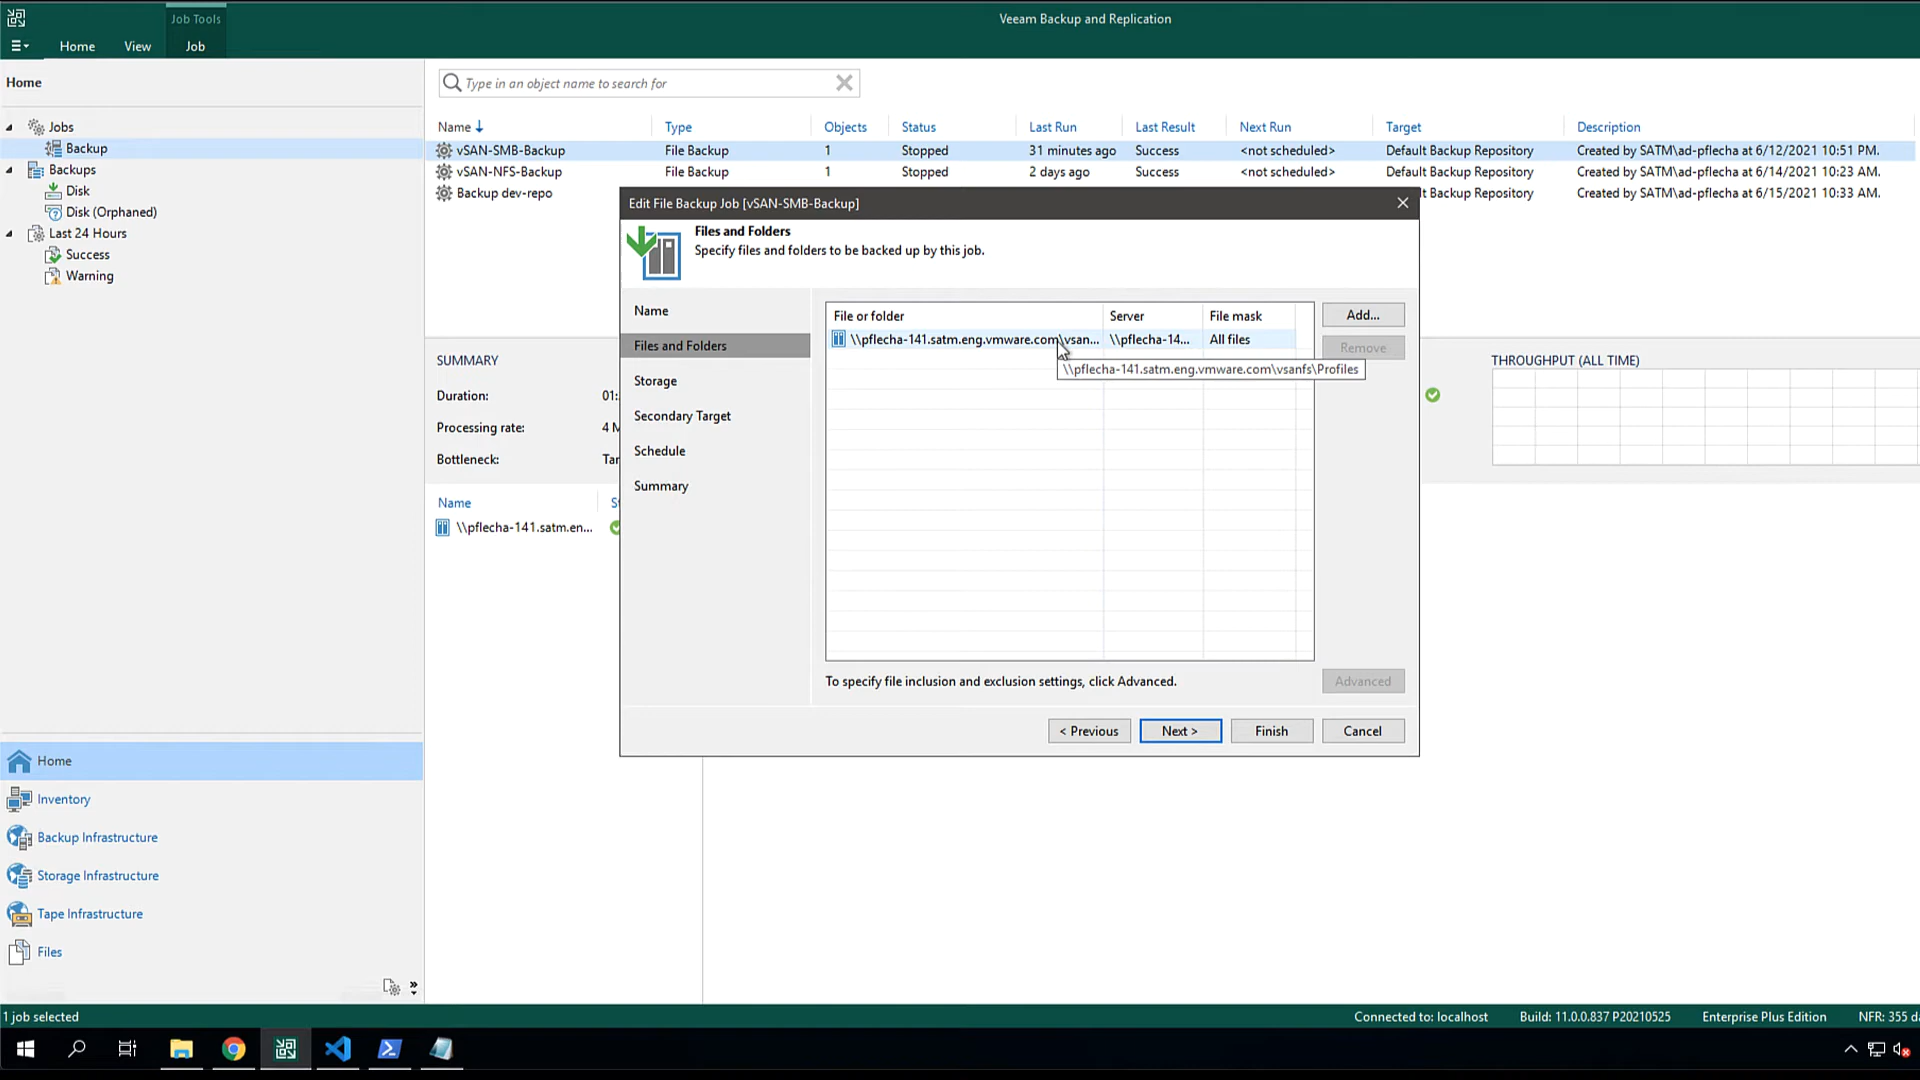 Job Tools
Veeam Backup and Replication
Home View Job
Home
Type in an object name to search for
Jobs
Backup
Backups
Disk
Disk (Orphaned)
Last 24 Hours
Success
Warning
Name Type Objects Status Last Run Last Result Next Run Target Description
vSAN-SMB-Backup File Backup 1 Stopped 31 minutes ago Success <not scheduled> Default Backup Repository Created by SATM\ad-pflecha at 6/12/2021 10:51 PM.
vSAN-NFS-Backup File Backup 1 Stopped 2 days ago Success <not scheduled> Default Backup Repository Created by SATM\ad-pflecha at 6/14/2021 10:23 AM.
Backup dev-repo lt Backup Repository Created by SATM\ad-pflecha at 6/15/2021 10:33 AM.
Edit File Backup Job [vSAN-SMB-Backup]
Files and Folders
Specify files and folders to be backed up by this job.
Name
Files and Folders
Storage
Secondary Target
Schedule
Summary
File or folder Server File mask
\\pflecha-141.satm.eng.vmware.com\vsan... \\pflecha-14... All files
\\pflecha-141.satm.eng.vmware.com\vsanfs\Profiles
Add...
Remove
To specify file inclusion and exclusion settings, click Advanced.
Advanced
< Previous Next > Finish Cancel
SUMMARY
Duration: 01:
Processing rate: 4 M
Bottleneck: Tar
THROUGHPUT (ALL TIME)
Name St
\\pflecha-141.satm.en...
Home
Inventory
Backup Infrastructure
Storage Infrastructure
Tape Infrastructure
Files
1 job selected
Connected to: localhost Build: 11.0.0.837 P20210525 Enterprise Plus Edition NFR: 355 da